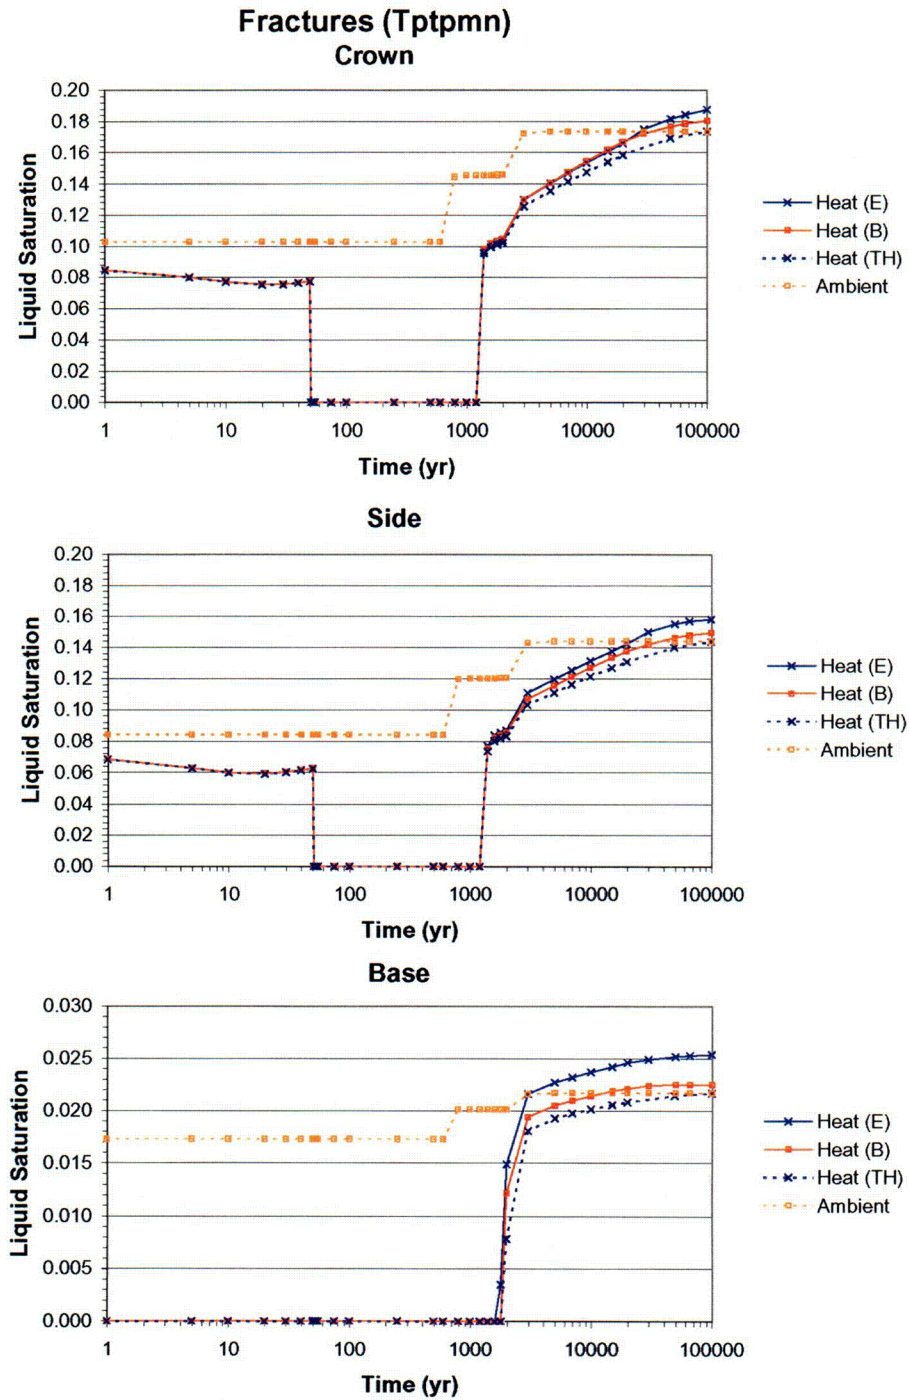 Fractures (Tptpmn)
Crown
0.20
0.18
0.16
0.14
0.12
0.10
0.08
0.06
0.04
0.02
0.00
Liquid Saturation
1 10 100 1000 10000 100000
Time (yr)
Heat (E)
Heat (B)
Heat (TH)
Ambient
Side
0.20
0.18
0.16
0.14
0.12
0.10
0.08
0.06
0.04
0.02
0.00
Liquid Saturation
1 10 100 1000 10000 100000
Time (yr)
Heat (E)
Heat (B)
Heat (TH)
Ambient
Base
0.030
0.025
0.020
0.015
0.010
0.005
0.000
Liquid Saturation
1 10 100 1000 10000 100000
Time (yr)
Heat (E)
Heat (B)
Heat (TH)
Ambient